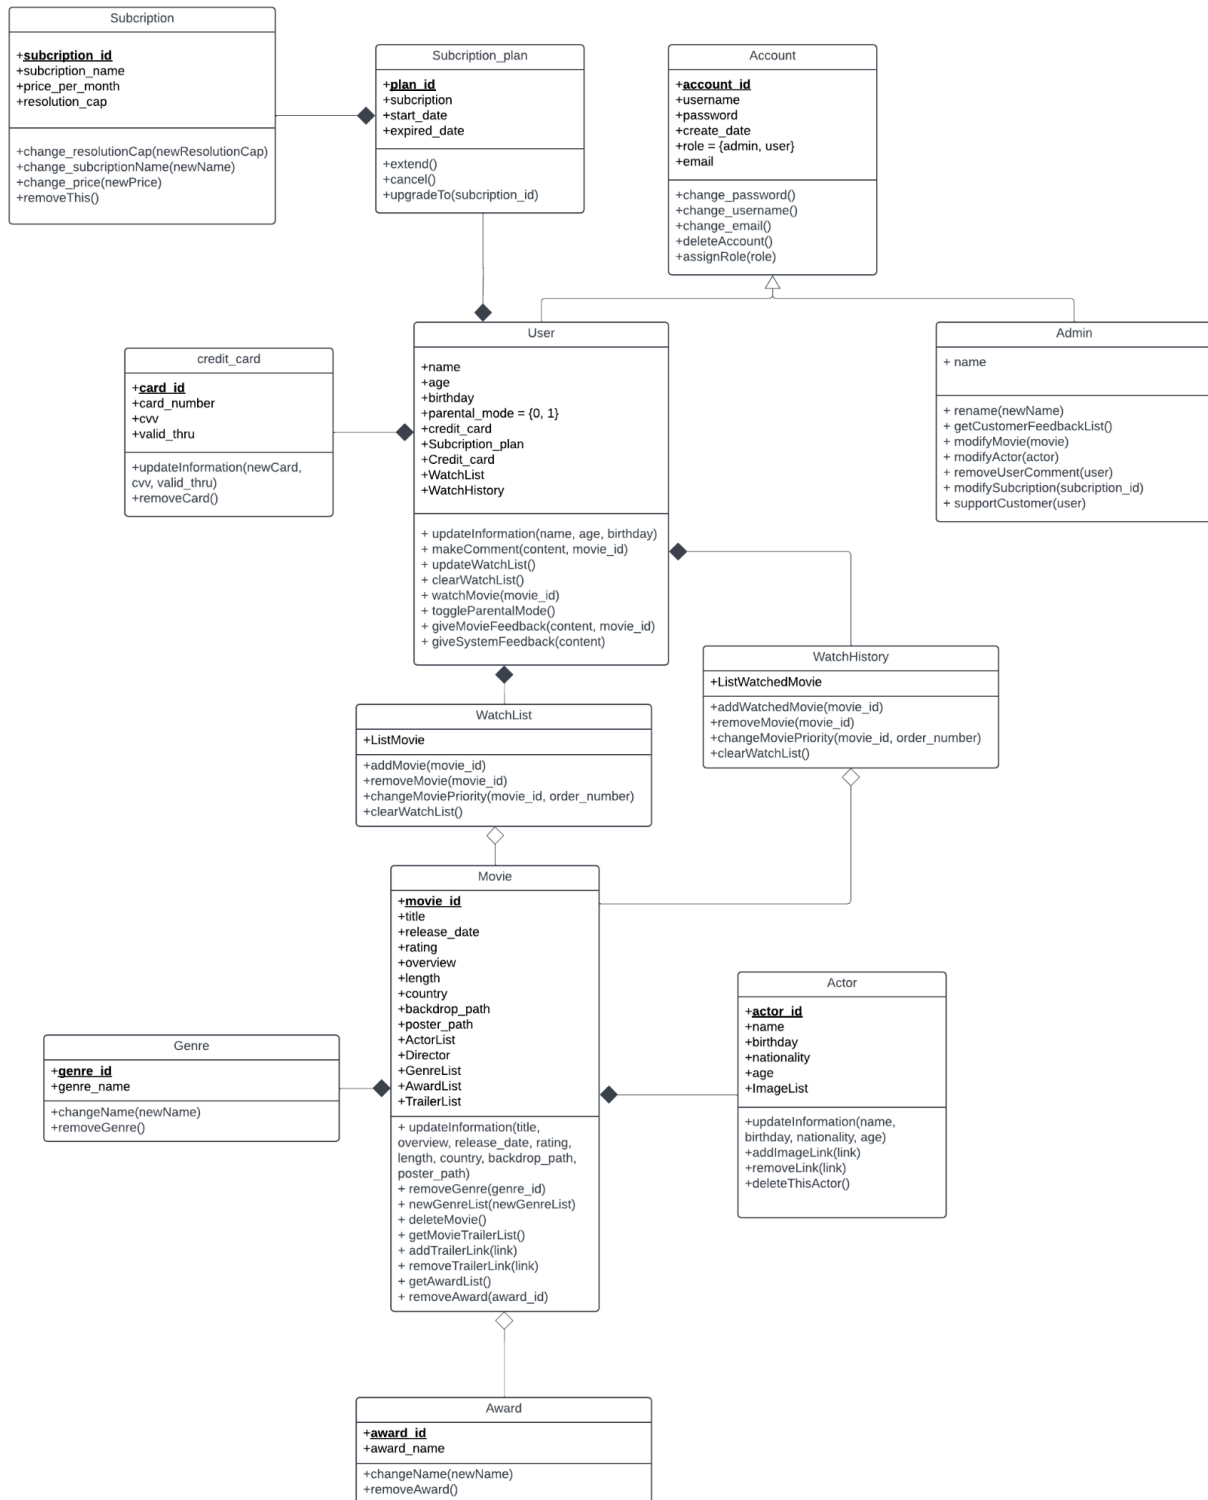 Subcription
+subcription_id
+subcription_name
+price_per_month
+resolution_cap
+change_resolutionCap(newResolutionCap)
+change_subcriptionName(newName)
+change_price(newPrice)
+removeThis()
Subcription_plan
+plan_id
+subcription
+start_date
+expired_date
+extend()
+cancel()
+upgradeTo(subcription_id)
Account
+account_id
+username
+password
+create_date
+role = {admin, user}
+email
+change_password()
+change_username()
+change_email()
+deleteAccount()
+assignRole(role)
credit_card
+card_id
+card_number
+cvv
+valid_thru
+updateInformation(newCard,
cvv, valid_thru)
+removeCard()
User
+name
+age
+birthday
+parental_mode = {0, 1}
+credit_card
+Subcription_plan
+Credit_card
+WatchList
+WatchHistory
+ updateInformation(name, age, birthday)
+ makeComment(content, movie_id)
+ updateWatchList()
+ clearWatchList()
+ watchMovie(movie_id)
+ toggleParentalMode()
+ giveMovieFeedback(content, movie_id)
+ giveSystemFeedback(content)
Admin
+ name
+ rename(newName)
+ getCustomerFeedbackList()
+ modifyMovie(movie)
+ modifyActor(actor)
+ removeUserComment(user)
+ modifySubcription(subcription_id)
+ supportCustomer(user)
WatchHistory
+ListWatchedMovie
+addWatchedMovie(movie_id)
+removeMovie(movie_id)
+changeMoviePriority(movie_id, order_number)
+clearWatchList()
WatchList
+ListMovie
+addMovie(movie_id)
+removeMovie(movie_id)
+changeMoviePriority(movie_id, order_number)
+clearWatchList()
Movie
+movie_id
+title
+release_date
+rating
+overview
+length
+country
+backdrop_path
+poster_path
+ActorList
+Director
+GenreList
+AwardList
+TrailerList
+ updateInformation(title,
overview, release_date, rating,
length, country, backdrop_path,
poster_path)
+ removeGenre(genre_id)
+ newGenreList(newGenreList)
+ deleteMovie()
+ getMovieTrailerList()
+ addTrailerLink(link)
+ removeTrailerLink(link)
+ getAwardList()
+ removeAward(award_id)
Actor
+actor_id
+name
+birthday
+nationality
+age
+ImageList
+updateInformation(name,
birthday, nationality, age)
+addImageLink(link)
+removeLink(link)
+deleteThisActor()
Genre
+genre_id
+genre_name
+changeName(newName)
+removeGenre()
Award
+award_id
+award_name
+changeName(newName)
+removeAward()